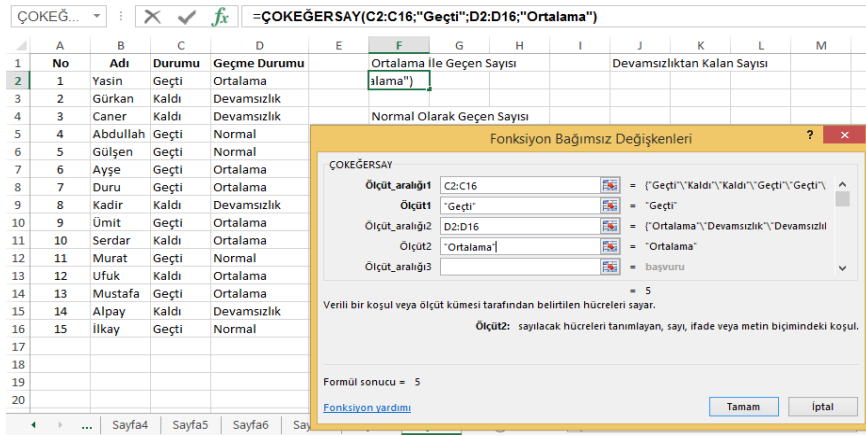 ÇOKEĞ... =ÇOKEĞERSAY(C2:C16;"Geçti";D2:D16;"Ortalama")
A B C D E F G H I J K L M
1 No Adı Durumu Geçme Durumu Ortalama İle Geçen Sayısı Devamsızlıktan Kalan Sayısı
2 1 Yasin Geçti Ortalama alama")
3 2 Gürkan Kaldı Devamsızlık
4 3 Caner Kaldı Devamsızlık Normal Olarak Geçen Sayısı
5 4 Abdullah Geçti Normal
6 5 Gülşen Geçti Normal
7 6 Ayşe Geçti Ortalama
8 7 Duru Geçti Ortalama
9 8 Kadir Kaldı Devamsızlık
10 9 Ümit Geçti Ortalama
11 10 Serdar Kaldı Ortalama
12 11 Murat Geçti Normal
13 12 Ufuk Kaldı Ortalama
14 13 Mustafa Geçti Ortalama
15 14 Alpay Kaldı Devamsızlık
16 15 İlkay Geçti Normal
17
18
19
20
Fonksiyon Bağımsız Değişkenleri ?
ÇOKEĞERSAY
Ölçüt_aralığı1 C2:C16 = {"Geçti"\"Kaldı"\"Kaldı"\"Geçti"\"Geçti"\
Ölçüt1 "Geçti" = "Geçti"
Ölçüt_aralığı2 D2:D16 = {"Ortalama"\"Devamsızlık"\"Devamsızlı
Ölçüt2 "Ortalama" = "Ortalama"
Ölçüt_aralığı3 = başvuru
= 5
Verili bir koşul veya ölçüt kümesi tarafından belirtilen hücreleri sayar.
Ölçüt2: sayılacak hücreleri tanımlayan, sayı, ifade veya metin biçimindeki koşul.
Formül sonucu = 5
Fonksiyon yardımı Tamam İptal
... Sayfa4 Sayfa5 Sayfa6